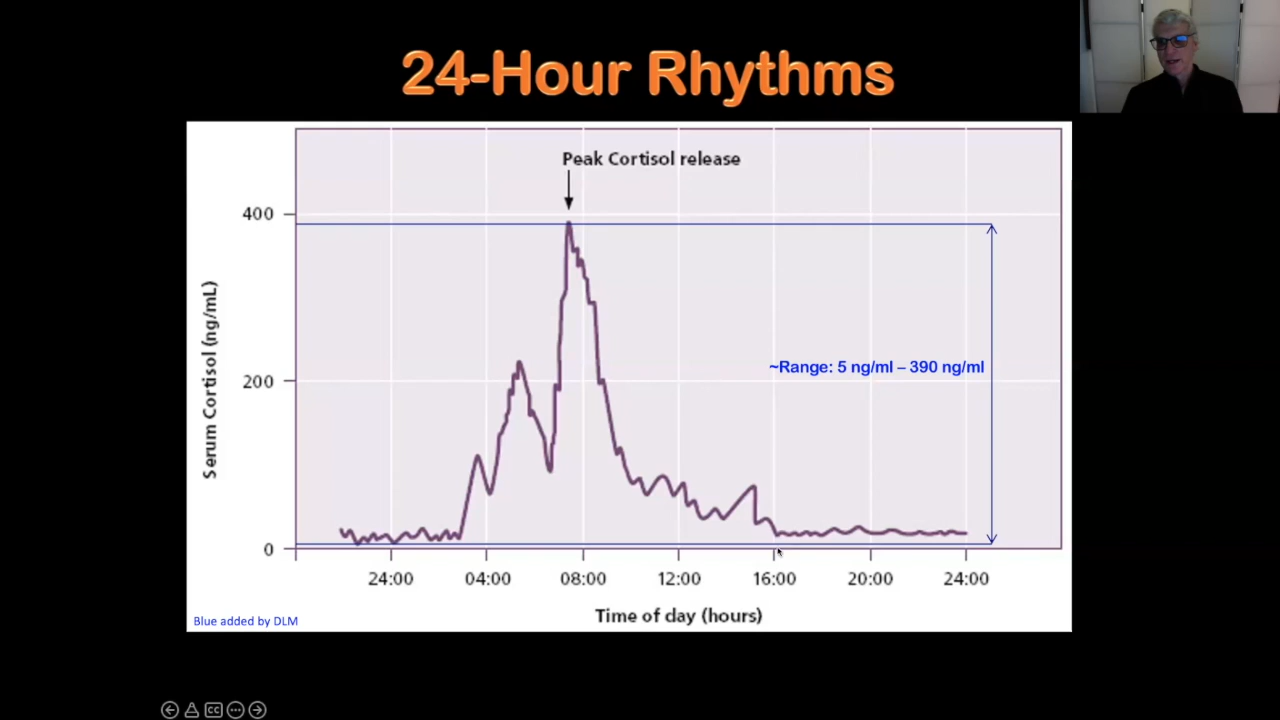 24-Hour Rhythms
Peak Cortisol release
400
200
0
Serum Cortisol (ng/mL)
~Range: 5 ng/ml – 390 ng/ml
24:00 04:00 08:00 12:00 16:00 20:00 24:00
Time of day (hours)
Blue added by DLM
CC